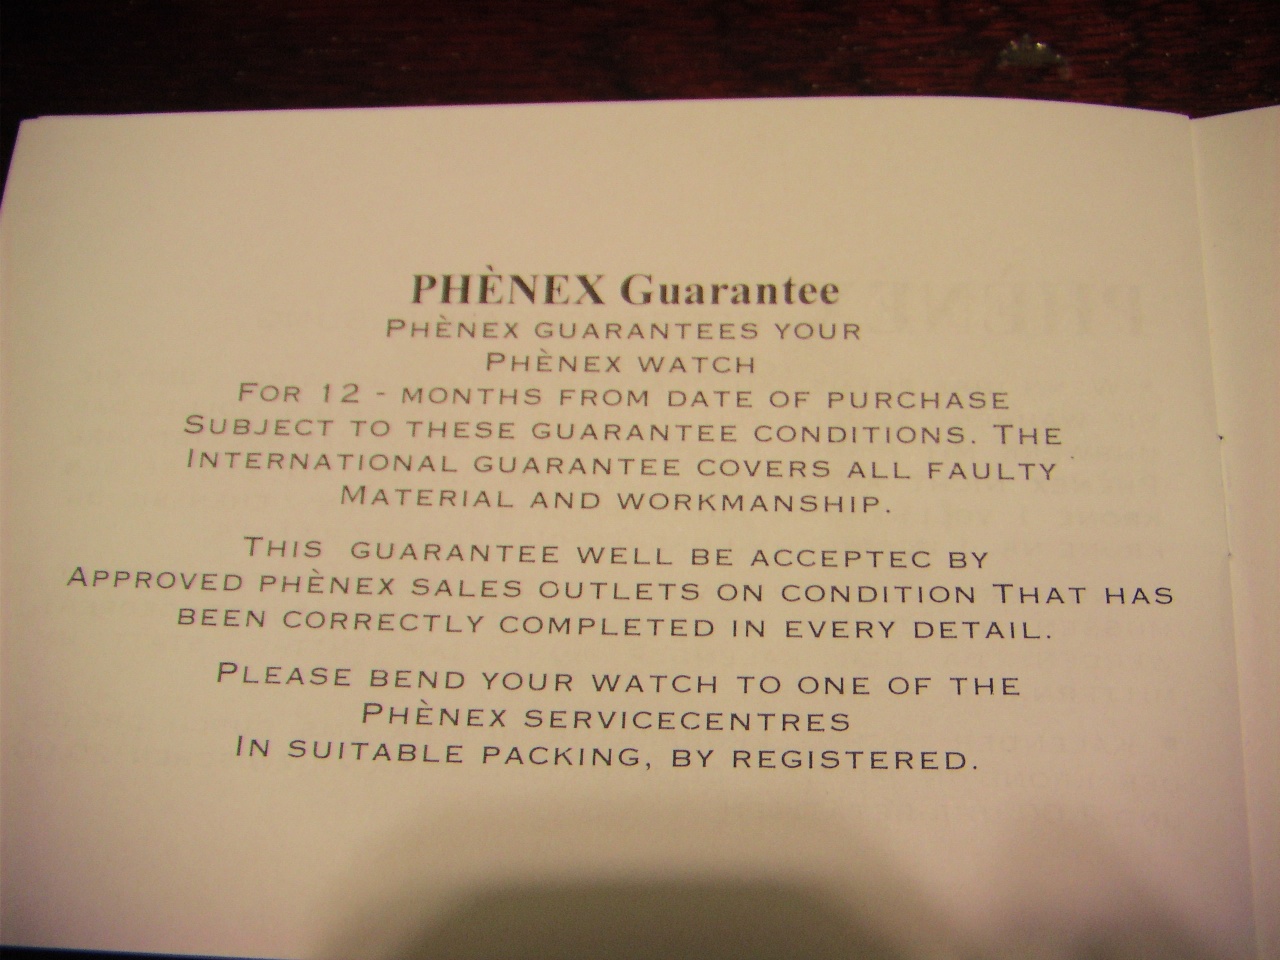 PHÈNEX Guarantee
PHÈNEX GUARANTEES YOUR
PHÈNEX WATCH
FOR 12 - MONTHS FROM DATE OF PURCHASE
SUBJECT TO THESE GUARANTEE CONDITIONS. THE
INTERNATIONAL GUARANTEE COVERS ALL FAULTY
MATERIAL AND WORKMANSHIP.
THIS GUARANTEE WELL BE ACCEPTEC BY
APPROVED PHÈNEX SALES OUTLETS ON CONDITION THAT HAS
BEEN CORRECTLY COMPLETED IN EVERY DETAIL.
PLEASE BEND YOUR WATCH TO ONE OF THE
PHÈNEX SERVICECENTRES
IN SUITABLE PACKING, BY REGISTERED.